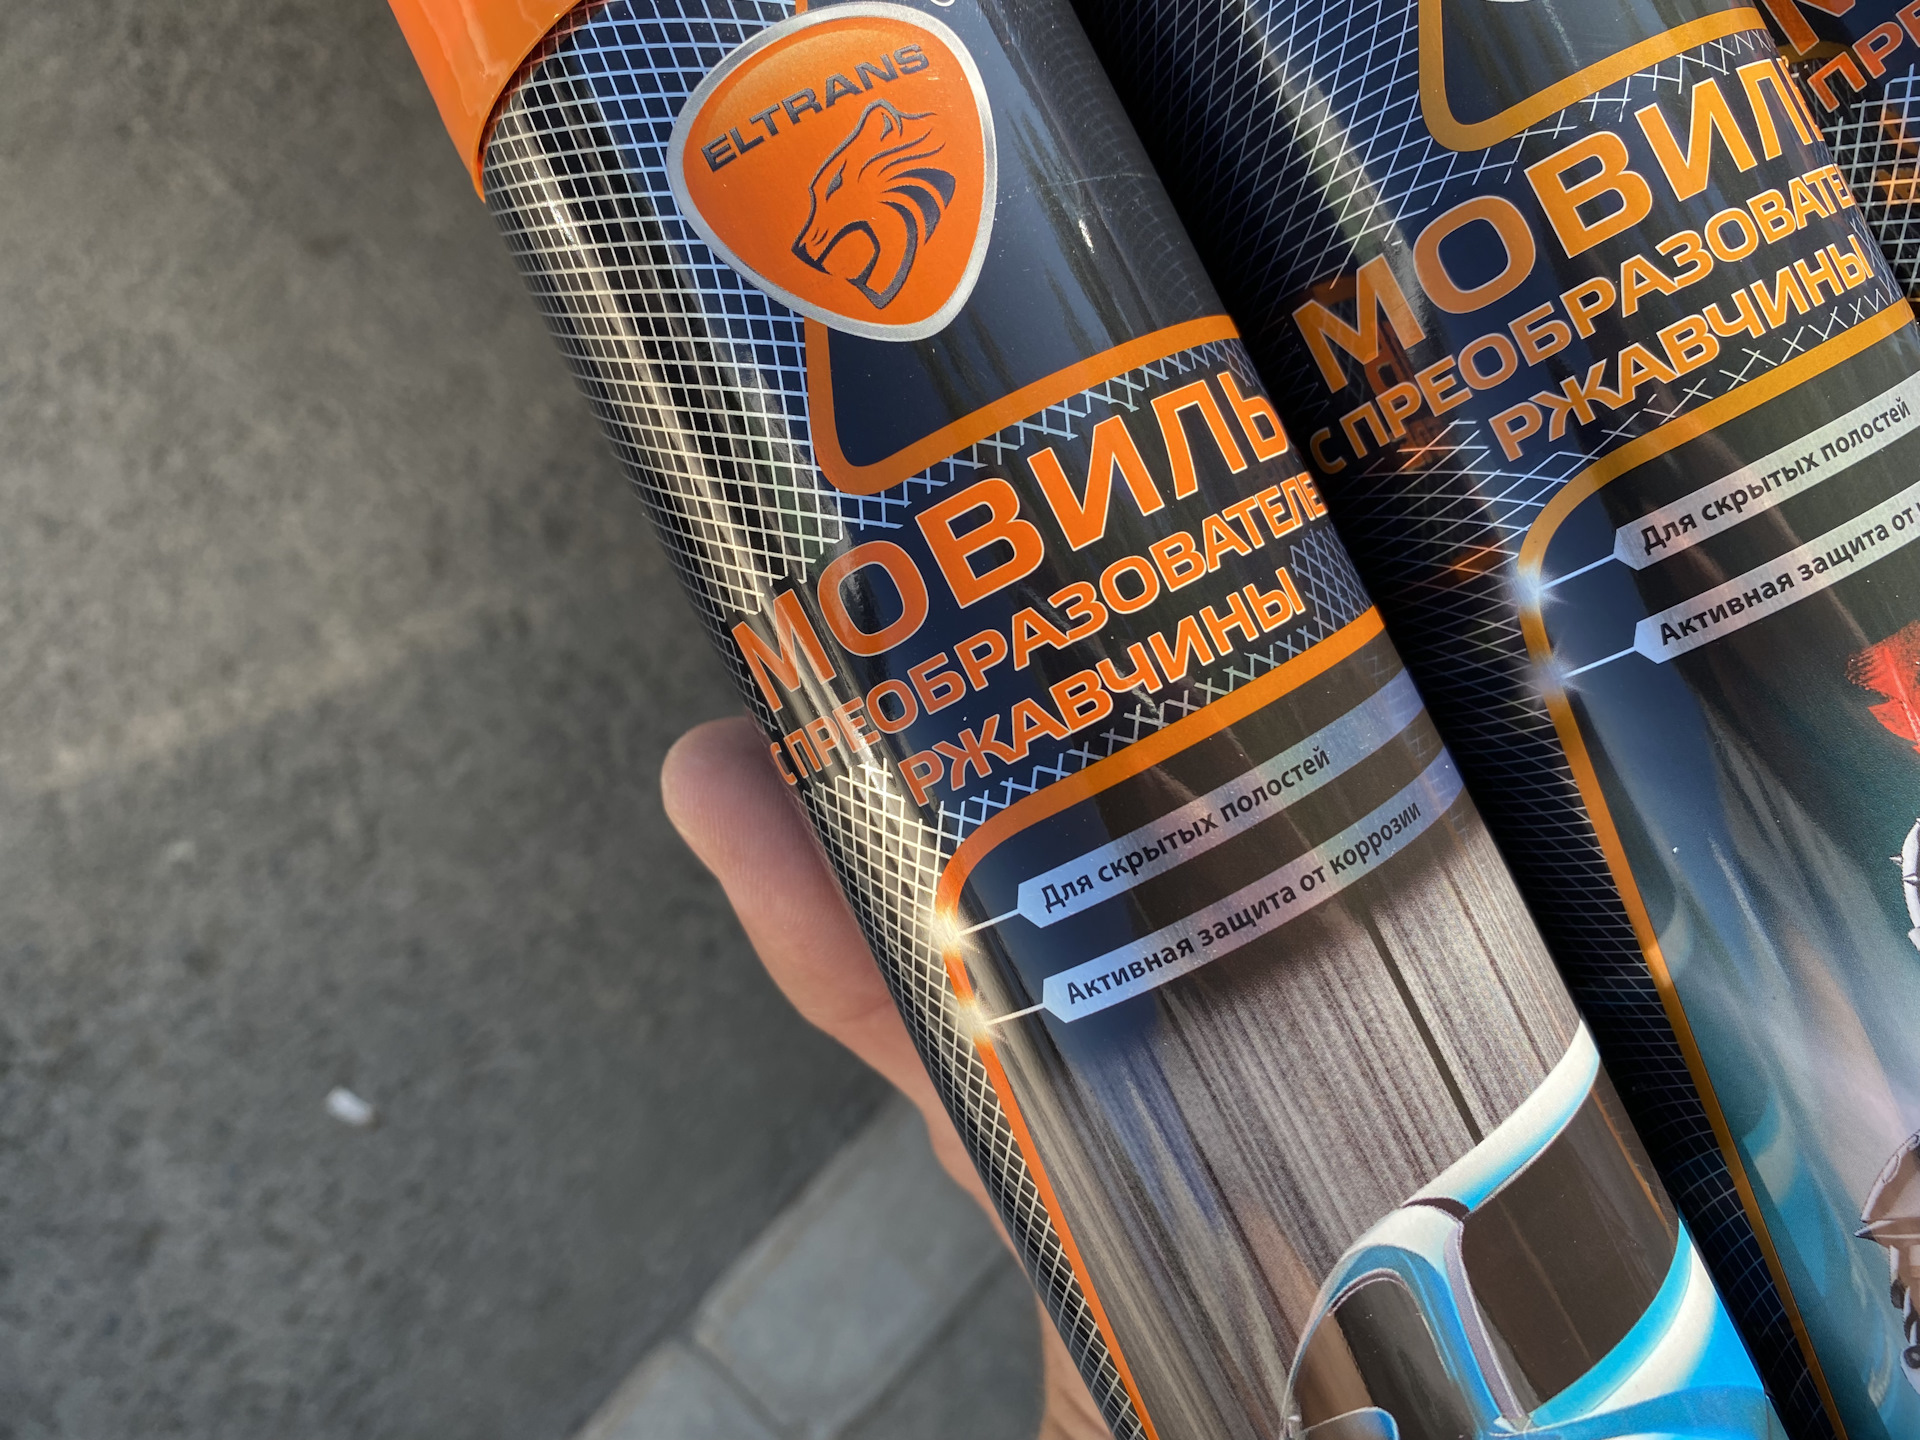 ELTRANS
МОВИЛЬ
С ПРЕОБРАЗОВАТЕЛЕ
РЖАВЧИНЫ
Для скрытых полостей
Активная защита от коррозии
МОВИЛЬ
С ПРЕОБРАЗОВАТЕ
РЖАВЧИНЫ
Для скрытых полостей
Активная защита от